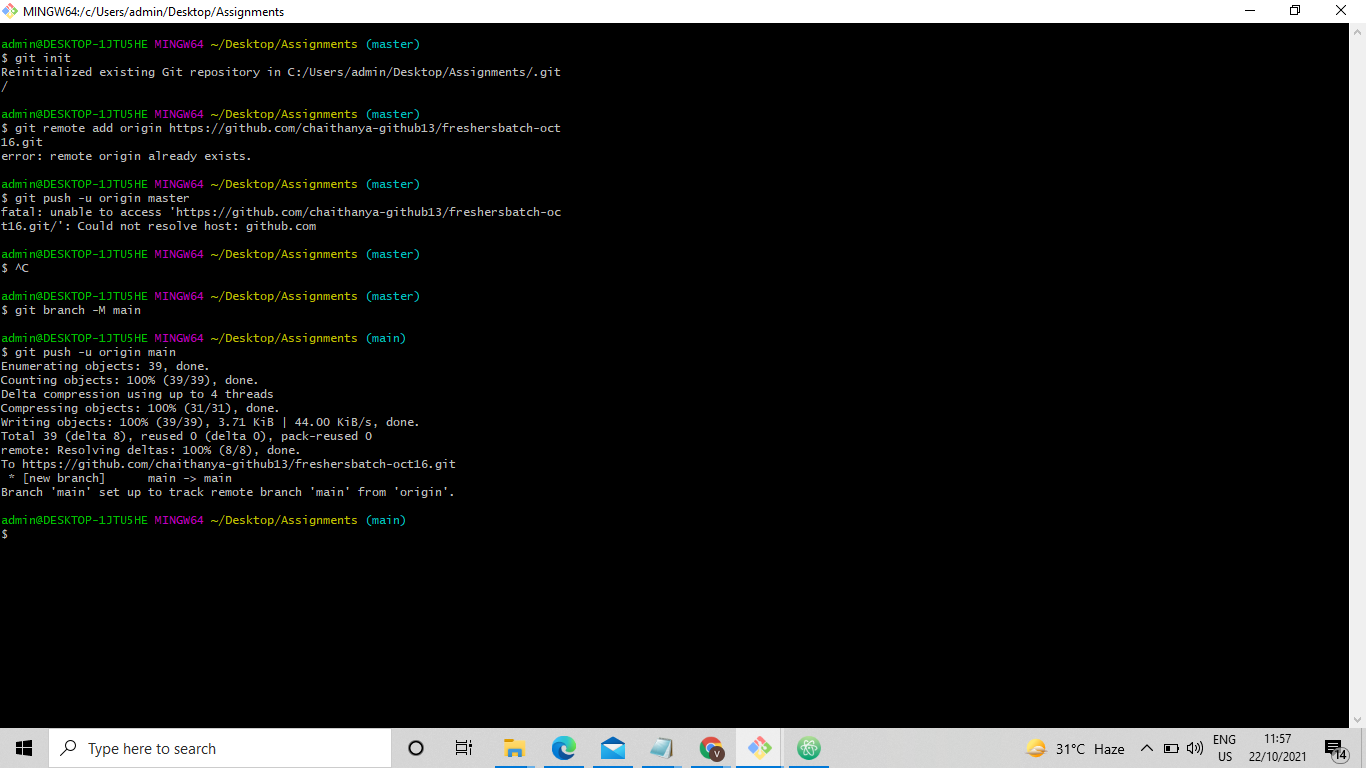 MINGW64:/c/Users/admin/Desktop/Assignments
admin@DESKTOP-1JTU5HE MINGW64 ~/Desktop/Assignments (master)
$ git init
Reinitialized existing Git repository in C:/Users/admin/Desktop/Assignments/.git
/
admin@DESKTOP-1JTU5HE MINGW64 ~/Desktop/Assignments (master)
$ git remote add origin https://github.com/chaithanya-github13/freshersbatch-oct
16.git
error: remote origin already exists.
admin@DESKTOP-1JTU5HE MINGW64 ~/Desktop/Assignments (master)
$ git push -u origin master
fatal: unable to access 'https://github.com/chaithanya-github13/freshersbatch-oc
t16.git/': Could not resolve host: github.com
admin@DESKTOP-1JTU5HE MINGW64 ~/Desktop/Assignments (master)
$ ^C
admin@DESKTOP-1JTU5HE MINGW64 ~/Desktop/Assignments (master)
$ git branch -M main
admin@DESKTOP-1JTU5HE MINGW64 ~/Desktop/Assignments (main)
$ git push -u origin main
Enumerating objects: 39, done.
Counting objects: 100% (39/39), done.
Delta compression using up to 4 threads
Compressing objects: 100% (31/31), done.
Writing objects: 100% (39/39), 3.71 KiB | 44.00 KiB/s, done.
Total 39 (delta 8), reused 0 (delta 0), pack-reused 0
remote: Resolving deltas: 100% (8/8), done.
To https://github.com/chaithanya-github13/freshersbatch-oct16.git
 * [new branch]      main -> main
Branch 'main' set up to track remote branch 'main' from 'origin'.
admin@DESKTOP-1JTU5HE MINGW64 ~/Desktop/Assignments (main)
$
Type here to search
V
31°C Haze
ENG
US
11:57
22/10/2021
14